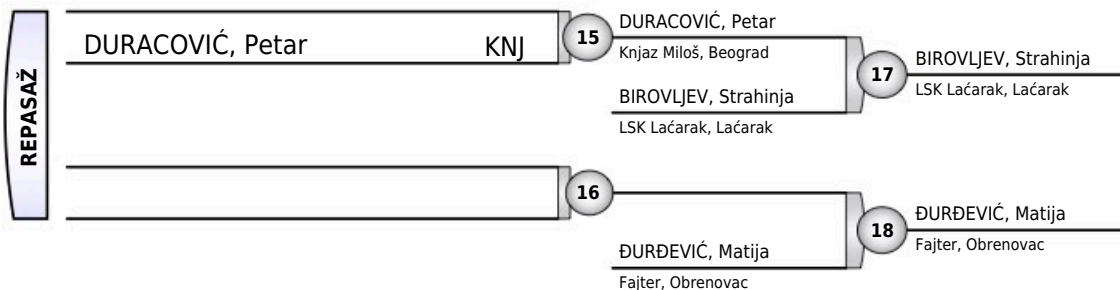 REPASAŽ
DURACOVIĆ, Petar KNJ
15
DURACOVIĆ, Petar
Knjaz Miloš, Beograd
BIROVLJEV, Strahinja
LSK Laćarak, Laćarak
17
BIROVLJEV, Strahinja
LSK Laćarak, Laćarak
16
ĐURĐEVIĆ, Matija
Fajter, Obrenovac
18
ĐURĐEVIĆ, Matija
Fajter, Obrenovac